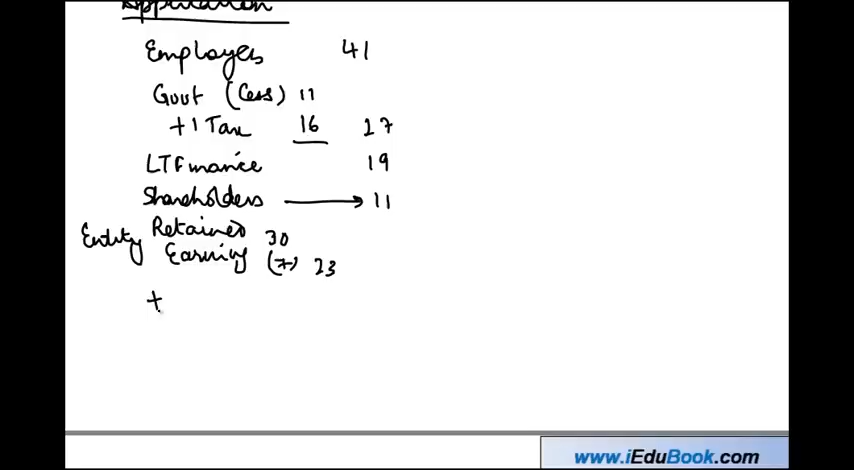 Application
Employees 41
Govt (Cess) 11
+ I Tax 16 27
LT Finance 19
Shareholders → 11
Entity Retained 30
Earning (7) 23
+
www.iEduBook.com